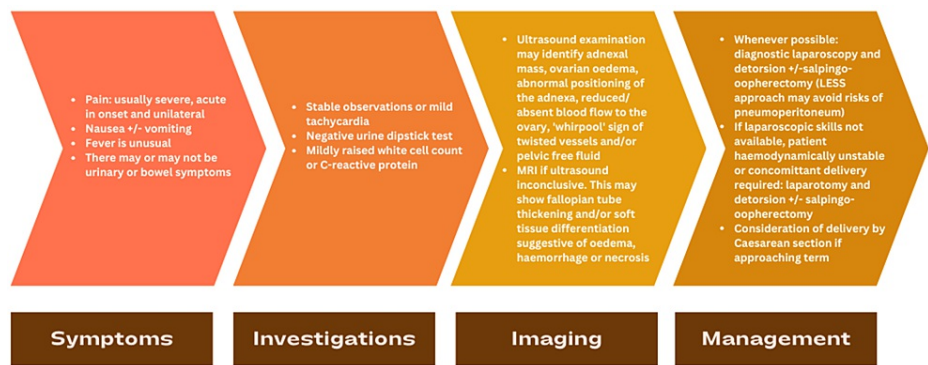 • Pain: usually severe, acute
in onset and unilateral
• Nausea +/- vomiting
• Fever is unusual
• There may or may not be
urinary or bowel symptoms
• Stable observations or mild
tachycardia
• Negative urine dipstick test
• Mildly raised white cell count
or C-reactive protein
• Ultrasound examination
may identify adnexal
mass, ovarian oedema,
abnormal positioning of
the adnexa, reduced/
absent blood flow to the
ovary, 'whirpool' sign of
twisted vessels and/or
pelvic free fluid
• MRI if ultrasound
inconclusive. This may
show fallopian tube
thickening and/or soft
tissue differentiation
suggestive of oedema,
haemorrhage or necrosis
• Whenever possible:
diagnostic laparoscopy and
detorsion +/-salpingo-
oopherectomy (LESS
approach may avoid risks of
pneumoperitoneum)
• If laparoscopic skills not
available, patient
haemodynamically unstable
or concommittant delivery
required: laparotomy and
detorsion +/- salpingo-
oopherectomy
• Consideration of delivery by
Caesarean section if
approaching term
Symptoms
Investigations
Imaging
Management